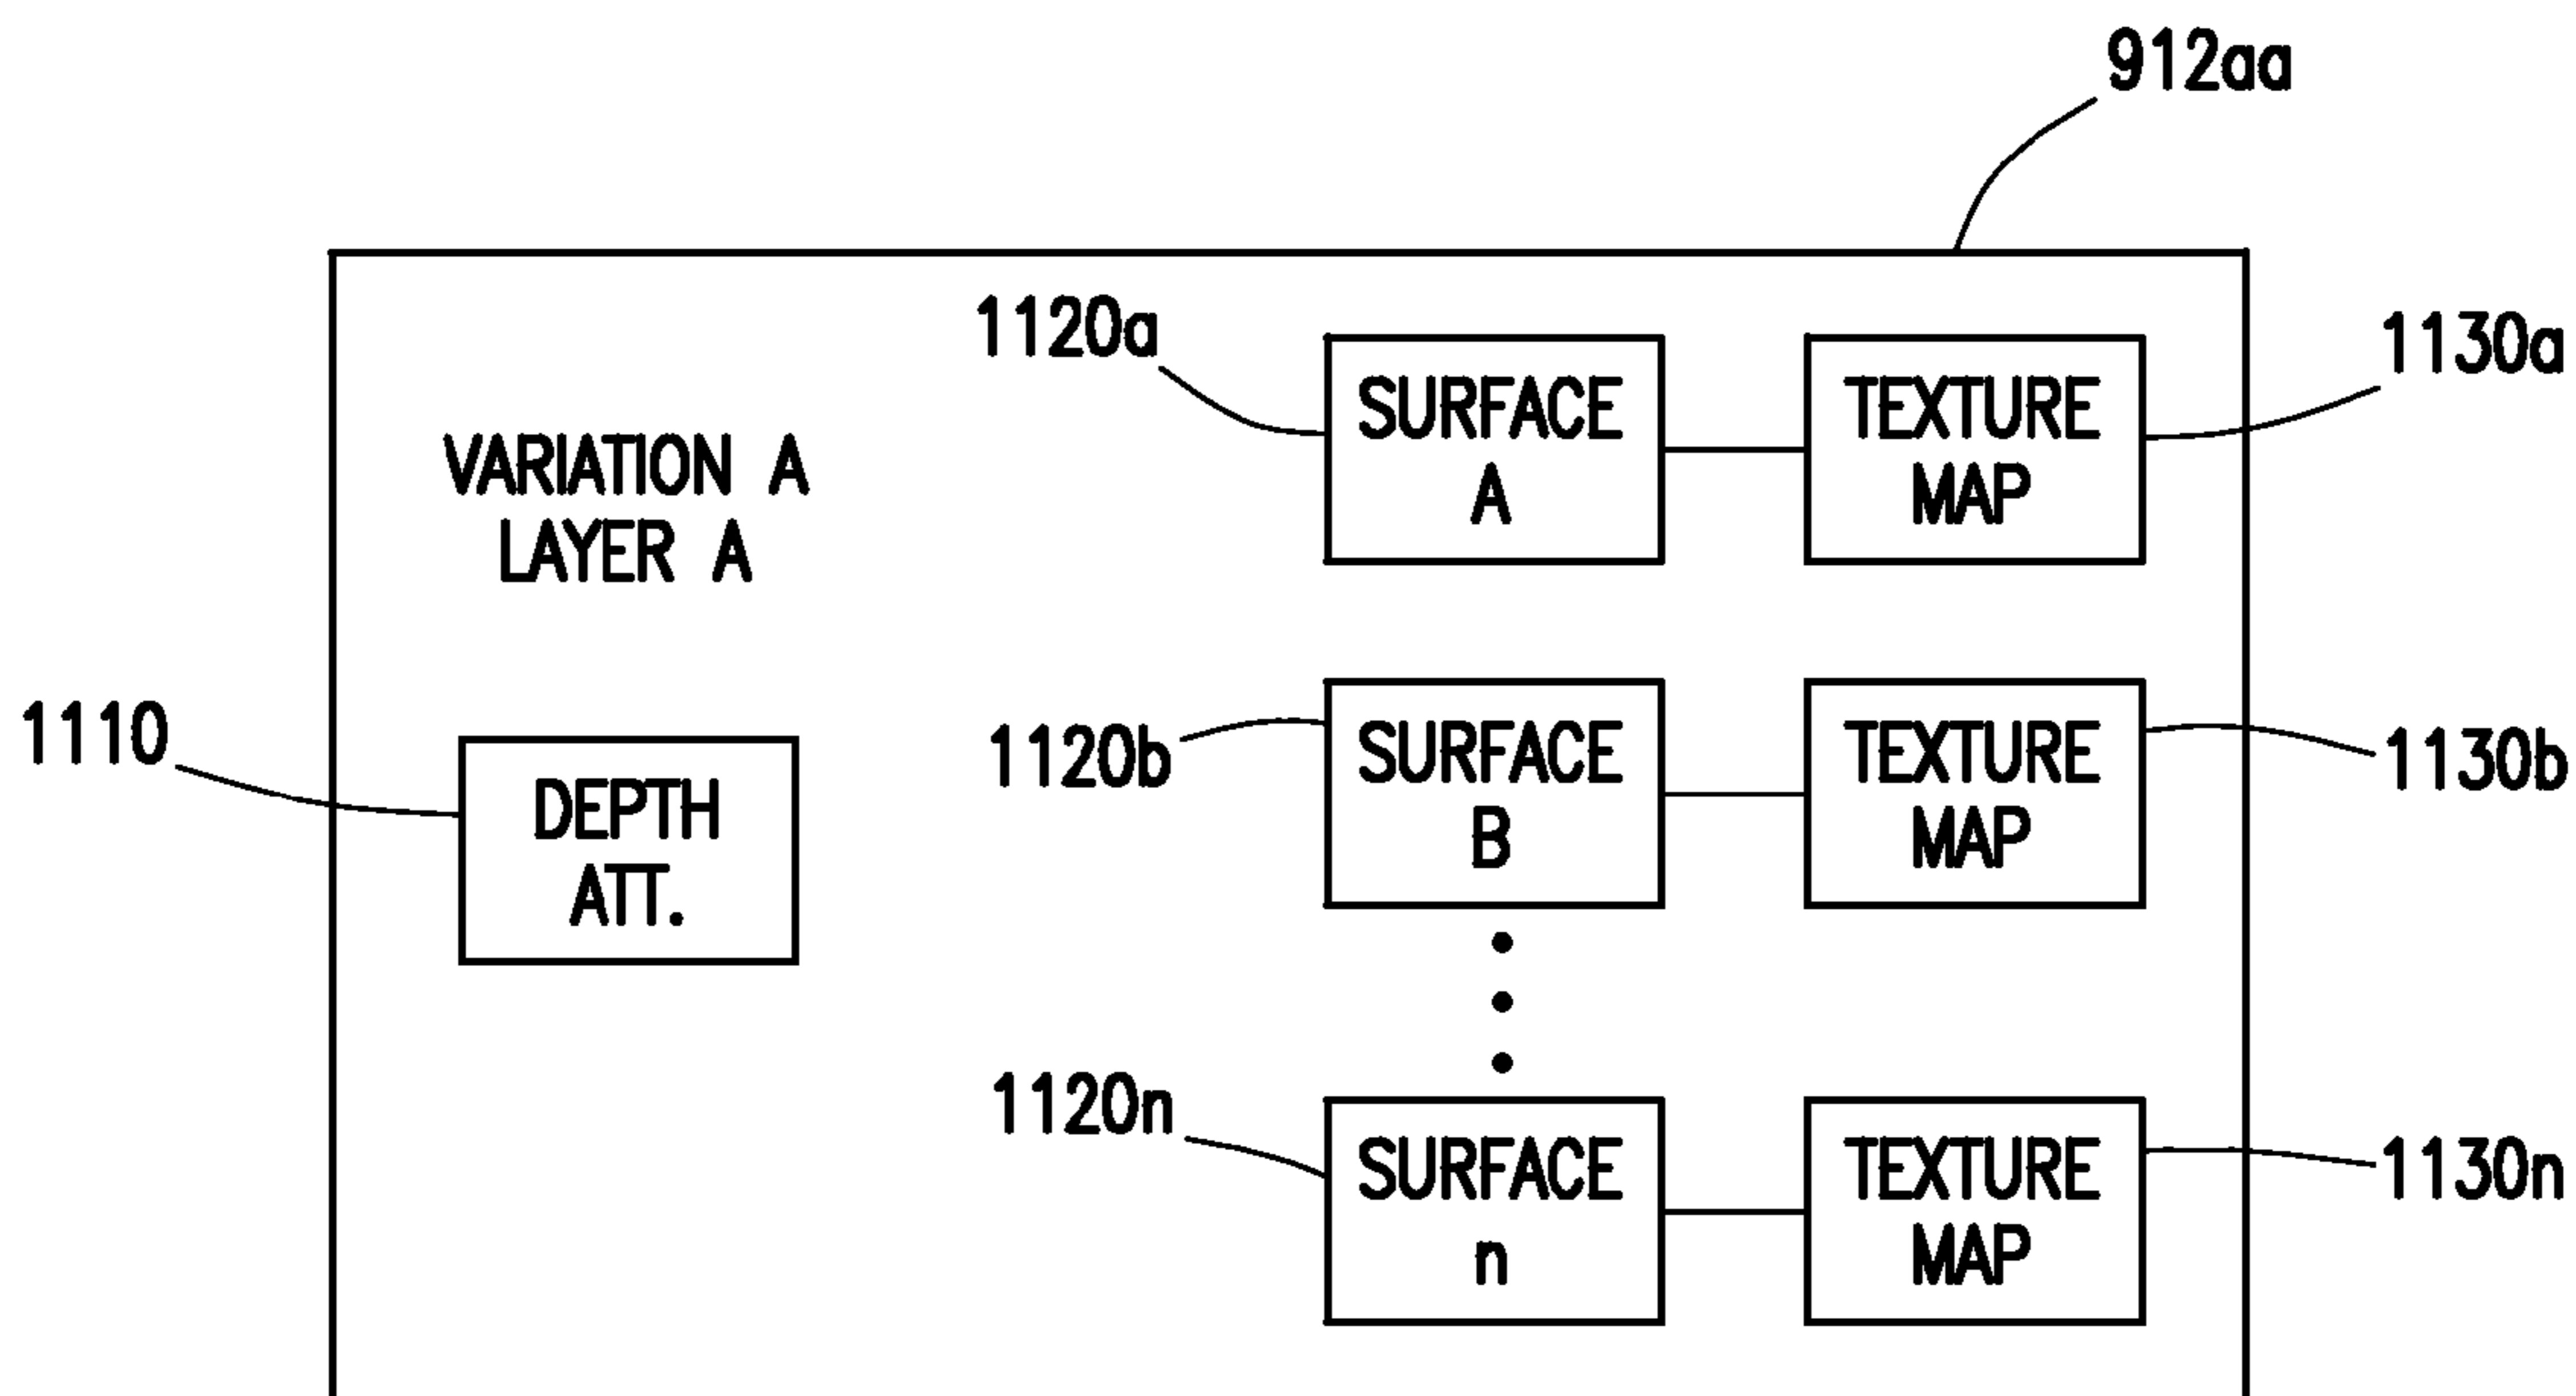 912aa
1120a
SURFACE
A
TEXTURE
MAP
1130a
VARIATION A
LAYER A
1110
DEPTH
ATT.
1120b
SURFACE
B
TEXTURE
MAP
1130b
1120n
SURFACE
n
TEXTURE
MAP
1130n